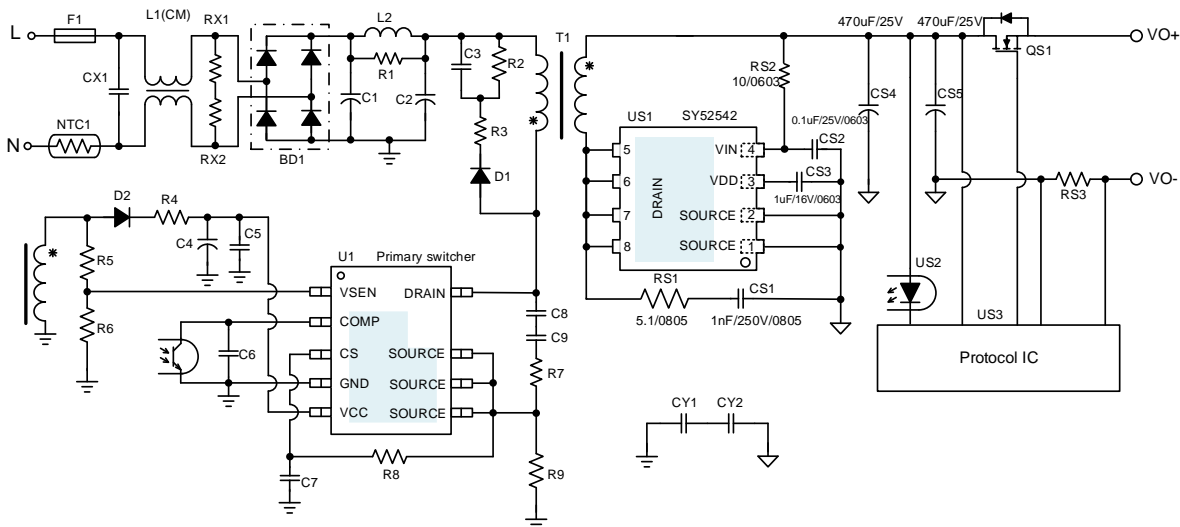 470uF/25V 470uF/25V
L F1 L1(CM) RX1 L2 T1 QS1 VO+
CX1 R1 C3 R2 RS2
10/0603
C1 C2 CS4 CS5
NTC1 US1 SY52542 0.1uF/25V/0603
N RX2 BD1 R3 5 VIN 4 CS2
D1 6 VDD 3 CS3
DRAIN 1uF/16V/0603 RS3 VO-
D2 R4 7 SOURCE 2
C4 C5 8 SOURCE 1
R5 U1 Primary switcher RS1 CS1 US2
VSEN DRAIN 5.1/0805 1nF/250V/0805 US3
R6 COMP C8
C6 CS SOURCE C9 Protocol IC
GND SOURCE R7
VCC SOURCE CY1 CY2
R8 R9
C7